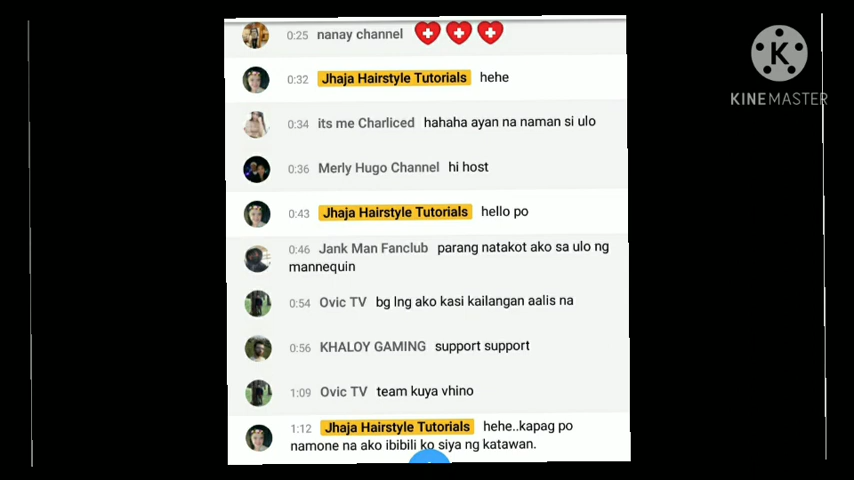 0:25 nanay channel
0:32 Jhaja Hairstyle Tutorials hehe
0:34 its me Charliced hahaha ayan na naman si ulo
0:36 Merly Hugo Channel hi host
0:43 Jhaja Hairstyle Tutorials hello po
0:46 Jank Man Fanclub parang natakot ako sa ulo ng
mannequin
0:54 Ovic TV bg lng ako kasi kailangan aalis na
0:56 KHALOY GAMING support support
1:09 Ovic TV team kuya vhino
1:12 Jhaja Hairstyle Tutorials hehe..kapag po
namone na ako ibibili ko siya ng katawan.
K
KINEMASTER